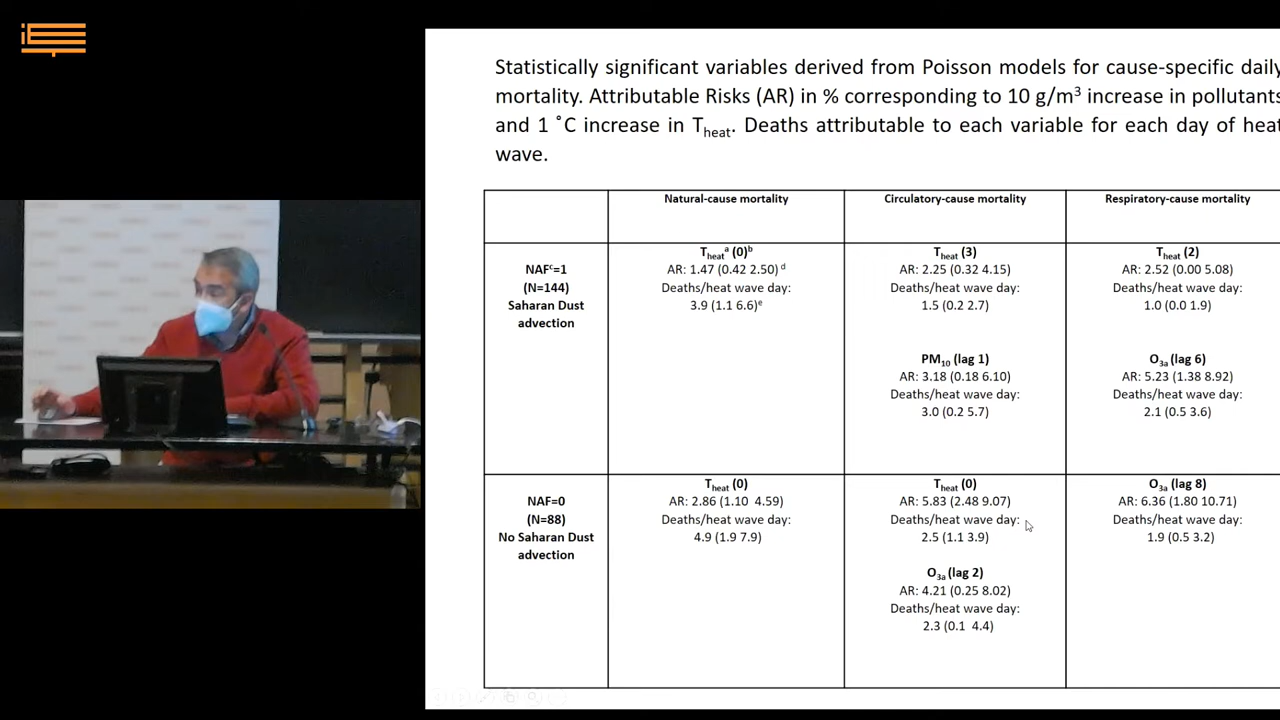 Statistically significant variables derived from Poisson models for cause-specific daily
mortality. Attributable Risks (AR) in % corresponding to 10 g/m³ increase in pollutants
and 1 ˚C increase in Theat. Deaths attributable to each variable for each day of heat
wave.
Natural-cause mortality
Circulatory-cause mortality
Respiratory-cause mortality
NAFᶜ=1
(N=144)
Saharan Dust
advection
Theatᵃ (0)ᵇ
AR: 1.47 (0.42 2.50) ᵈ
Deaths/heat wave day:
3.9 (1.1 6.6)ᵉ
Theat (3)
AR: 2.25 (0.32 4.15)
Deaths/heat wave day:
1.5 (0.2 2.7)
PM₁₀ (lag 1)
AR: 3.18 (0.18 6.10)
Deaths/heat wave day:
3.0 (0.2 5.7)
Theat (2)
AR: 2.52 (0.00 5.08)
Deaths/heat wave day:
1.0 (0.0 1.9)
O₃ₐ (lag 6)
AR: 5.23 (1.38 8.92)
Deaths/heat wave day:
2.1 (0.5 3.6)
NAF=0
(N=88)
No Saharan Dust
advection
Theat (0)
AR: 2.86 (1.10 4.59)
Deaths/heat wave day:
4.9 (1.9 7.9)
Theat (0)
AR: 5.83 (2.48 9.07)
Deaths/heat wave day:
2.5 (1.1 3.9)
O₃ₐ (lag 2)
AR: 4.21 (0.25 8.02)
Deaths/heat wave day:
2.3 (0.1 4.4)
O₃ₐ (lag 8)
AR: 6.36 (1.80 10.71)
Deaths/heat wave day:
1.9 (0.5 3.2)